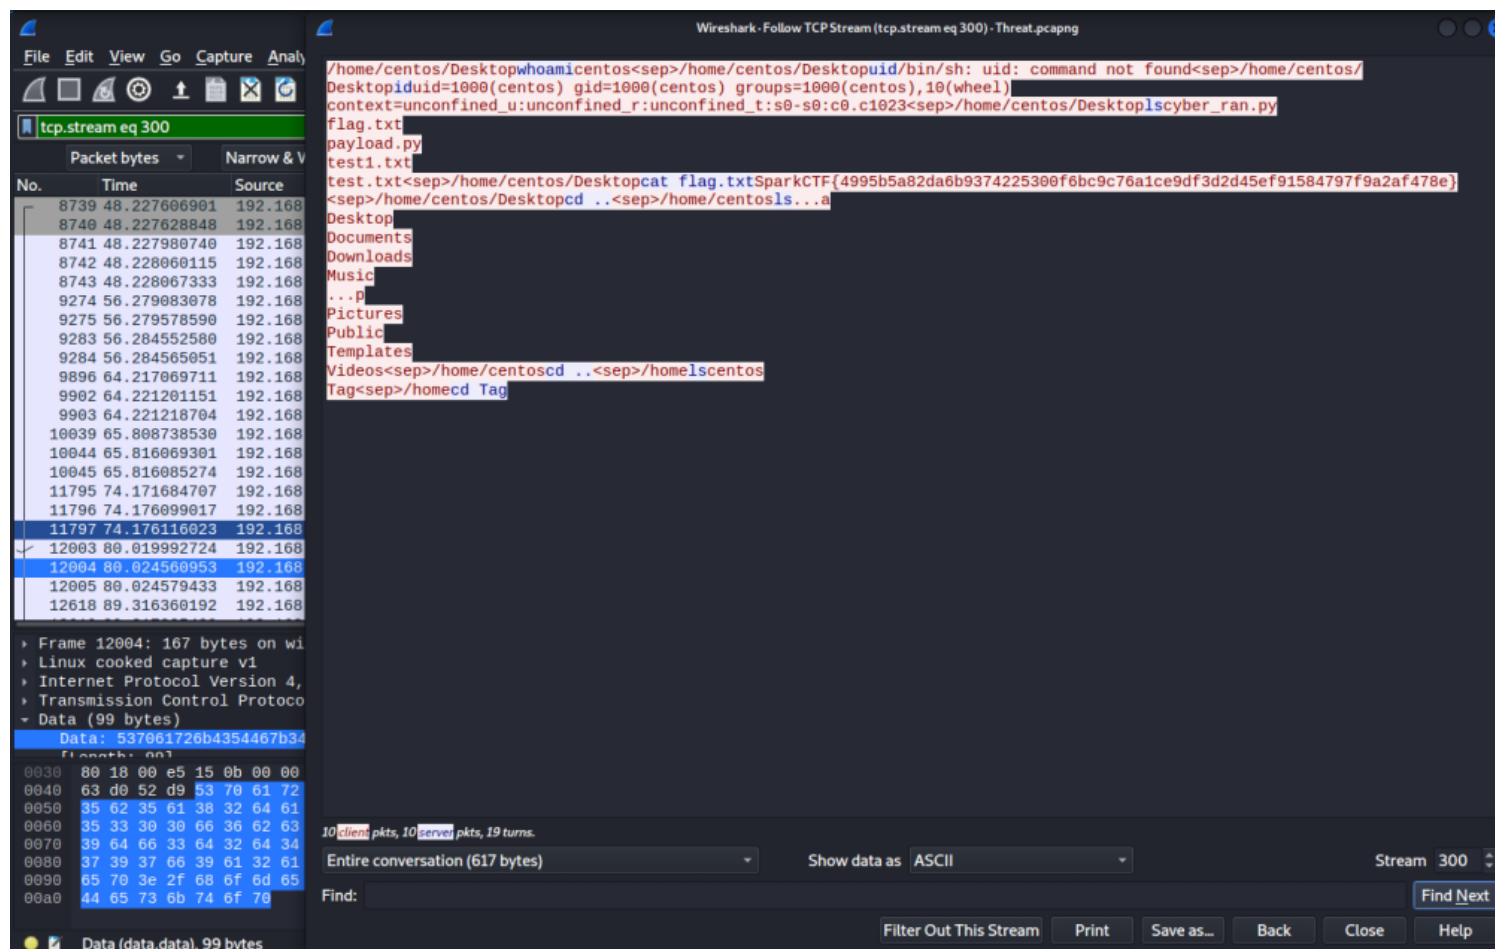 Wireshark · Follow TCP Stream (tcp.stream eq 300) · Threat.pcapng
File Edit View Go Capture
tcp.stream eq 300
Packet bytes Narrow &
No. Time Source
8739 48.227606901 192.168
8740 48.227628848 192.168
8741 48.227980740 192.168
8742 48.228060115 192.168
8743 48.228067333 192.168
9274 56.279083078 192.168
9275 56.279578590 192.168
9283 56.284552580 192.168
9284 56.284565051 192.168
9896 64.217069711 192.168
9902 64.221201151 192.168
9903 64.221218704 192.168
10039 65.808738530 192.168
10044 65.816069301 192.168
10045 65.816085274 192.168
11795 74.171684707 192.168
11796 74.176099017 192.168
11797 74.176116023 192.168
12003 80.019992724 192.168
12004 80.024560953 192.168
12005 80.024579433 192.168
12618 89.316360192 192.168
Frame 12004: 167 bytes on wi
Linux cooked capture v1
Internet Protocol Version 4,
Transmission Control Protoco
Data (99 bytes)
Data: 537061726b4354467b34
0030 80 18 00 e5 15 0b 00 00
0040 63 d0 52 d9 53 70 61 72
0050 35 62 35 61 38 32 64 61
0060 35 33 30 30 66 36 62 63
0070 39 64 66 33 64 32 64 34
0080 37 39 37 66 39 61 32 61
0090 65 70 3e 2f 68 6f 6d 65
00a0 44 65 73 6b 74 6f 70
Data (data.data), 99 bytes
/home/centos/Desktopwhoamicentos<sep>/home/centos/Desktopuid/bin/sh: uid: command not found<sep>/home/centos/
Desktopiduid=1000(centos) gid=1000(centos) groups=1000(centos),10(wheel)
context=unconfined_u:unconfined_r:unconfined_t:s0-s0:c0.c1023<sep>/home/centos/Desktoplscyber_ran.py
flag.txt
payload.py
test1.txt
test.txt<sep>/home/centos/Desktopcat flag.txtSparkCTF{4995b5a82da6b9374225300f6bc9c76a1ce9df3d2d45ef91584797f9a2af478e}
<sep>/home/centos/Desktopcd ..<sep>/home/centosls...a
Desktop
Documents
Downloads
Music
...p
Pictures
Public
Templates
Videos<sep>/home/centoscd ..<sep>/homelscentos
Tag<sep>/homecd Tag
10 client pkts, 10 server pkts, 19 turns.
Entire conversation (617 bytes) Show data as ASCII Stream 300
Find: Find Next
Filter Out This Stream Print Save as... Back Close Help